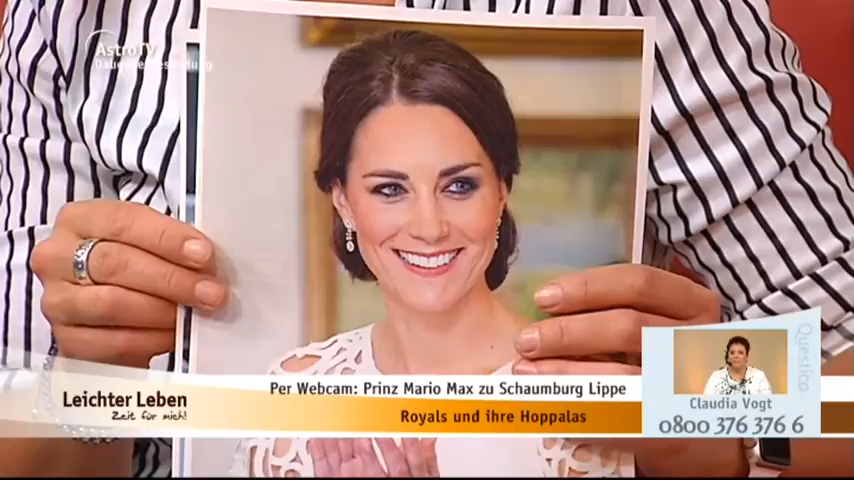 AstroTV
Dauerwerbesendung
Leichter Leben
Zeit für mich!
Per Webcam: Prinz Mario Max zu Schaumburg Lippe
Royals und ihre Hoppalas
Questico
Claudia Vogt
0800 376 376 6